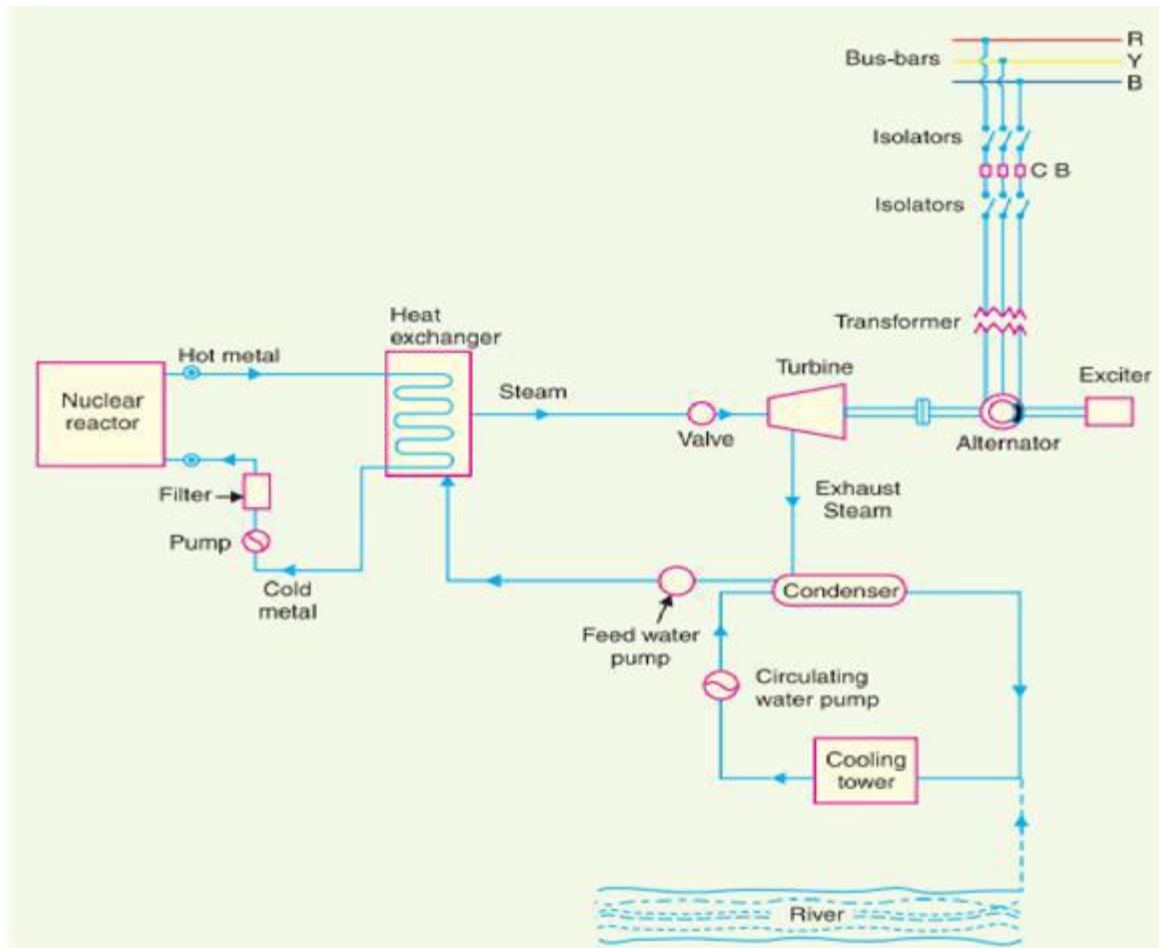 R
Bus-bars
Y
B
Isolators
C B
Isolators
Transformer
Heat
exchanger
Hot metal
Turbine
Exciter
Nuclear
reactor
Steam
Valve
Alternator
Filter
Exhaust
Steam
Pump
Cold
metal
Condenser
Feed water
pump
Circulating
water pump
Cooling
tower
River